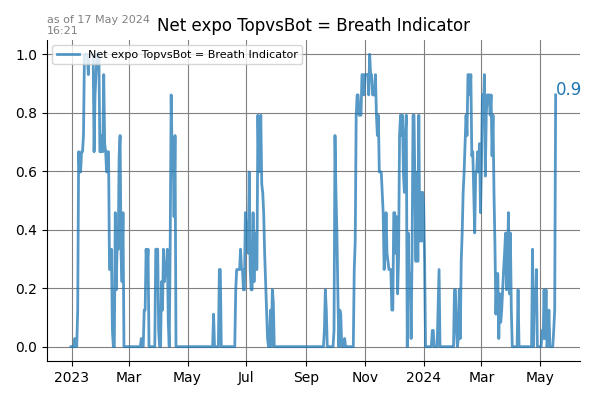 as of 17 May 2024
16:21
Net expo TopvsBot = Breath Indicator
Net expo TopvsBot = Breath Indicator
0.9
1.0
0.8
0.6
0.4
0.2
0.0
2023 Mar May Jul Sep Nov 2024 Mar May